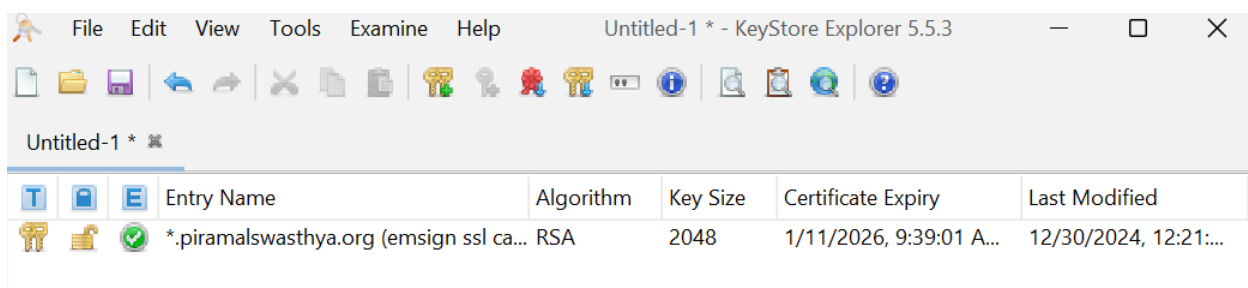 File Edit View Tools Examine Help Untitled-1 * - KeyStore Explorer 5.5.3
Untitled-1 *
T E Entry Name Algorithm Key Size Certificate Expiry Last Modified
*.piramalswasthya.org (emsign ssl ca... RSA 2048 1/11/2026, 9:39:01 A... 12/30/2024, 12:21:...